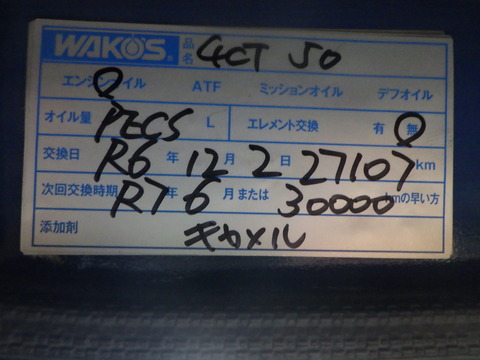 WAKO'S® 品名 4CT 50
エンジンオイル ATF ミッションオイル デフオイル
オイル量 PECS L エレメント交換 有 無
交換日 R6 年 12 月 2 日 27107 km
次回交換時期 R7 年 6 月または 30000 kmの早い方
添加剤 キカメル